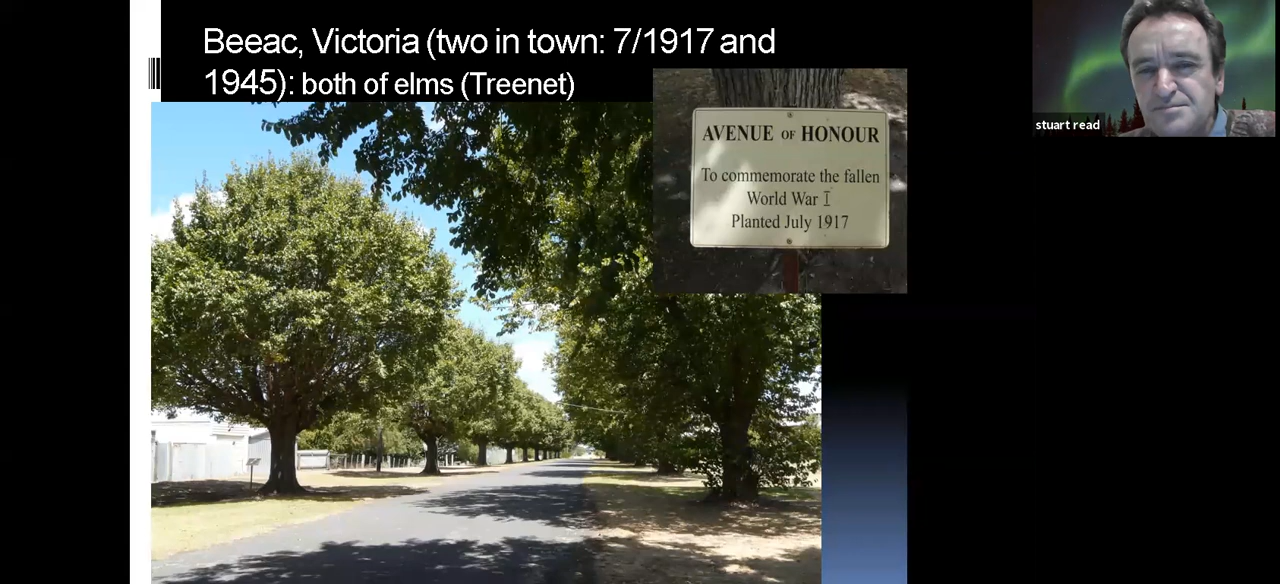 Beeac, Victoria (two in town: 7/1917 and
1945): both of elms (Treenet)
AVENUE OF HONOUR
To commemorate the fallen
World War I
Planted July 1917
stuart read